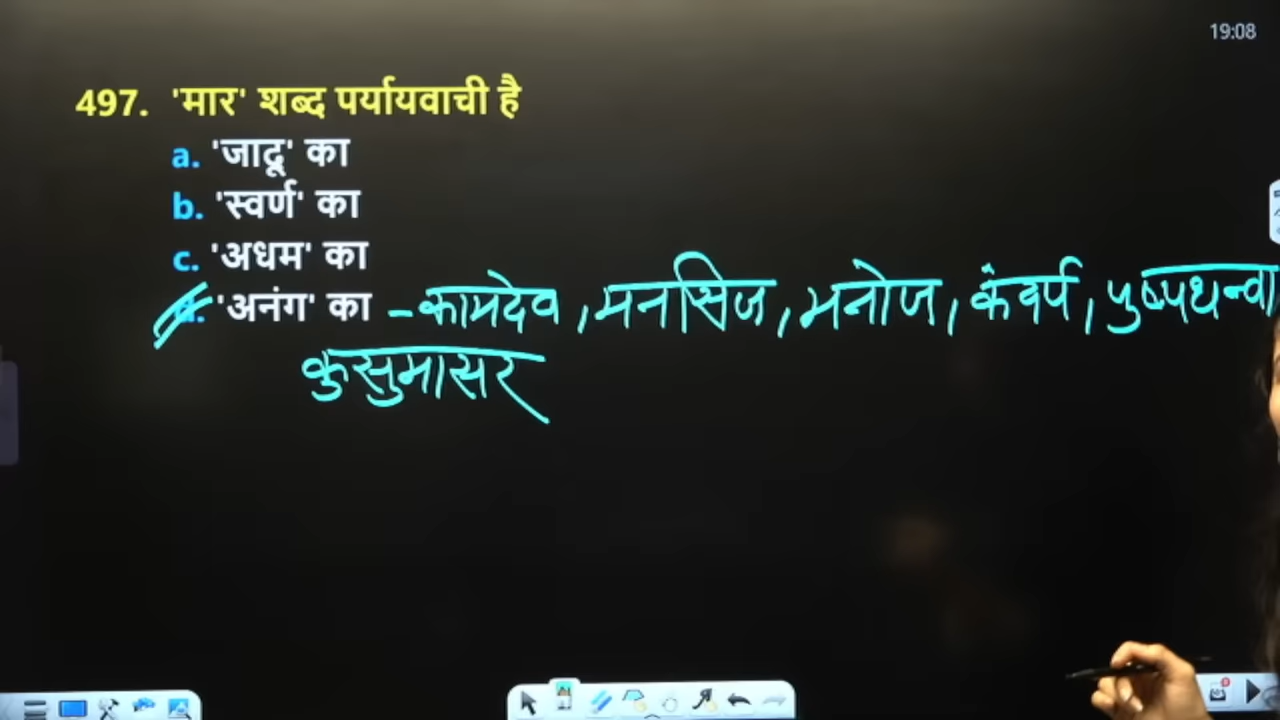 19:08
497. 'मार' शब्द पर्यायवाची है
a. 'जादू' का
b. 'स्वर्ण' का
c. 'अधम' का
d. 'अनंग' का - कामदेव, मनसिज, मनोज, कंदर्प, पुष्पधन्वा
कुसुमासर